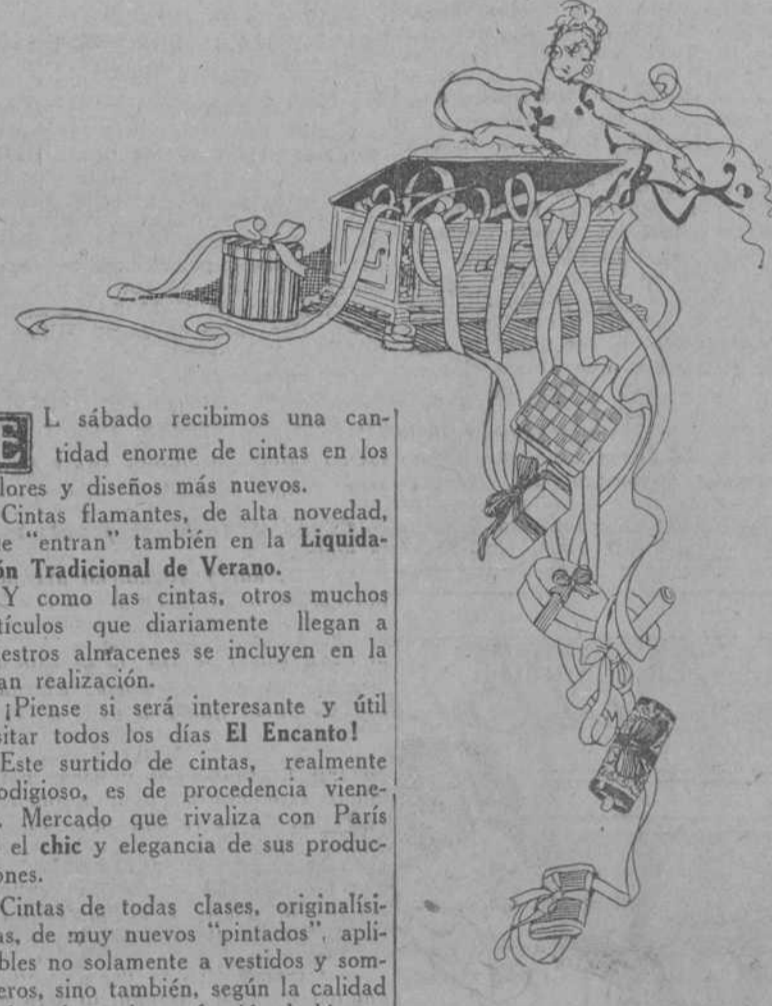 EL sábado recibimos una can-
tidad enorme de cintas en los
lores y diseños más nuevos.
Cintas flamantes, de alta novedad,
e "entran" también en la Liquida-
ón Tradicional de Verano.
Y como las cintas, otros muchos
tículos que diariamente llegan a
estros almacenes se incluyen en la
an realización.
¡Piense si será interesante y útil
sitar todos los días El Encanto!
Este surtido de cintas, realmente
odigioso, es de procedencia viene-
. Mercado que rivaliza con París
el chic y elegancia de sus produc-
ones.
Cintas de todas clases, originalísi-
as, de muy nuevos "pintados", apli-
bles no solamente a vestidos y som-
eros, sino también, según la calidad